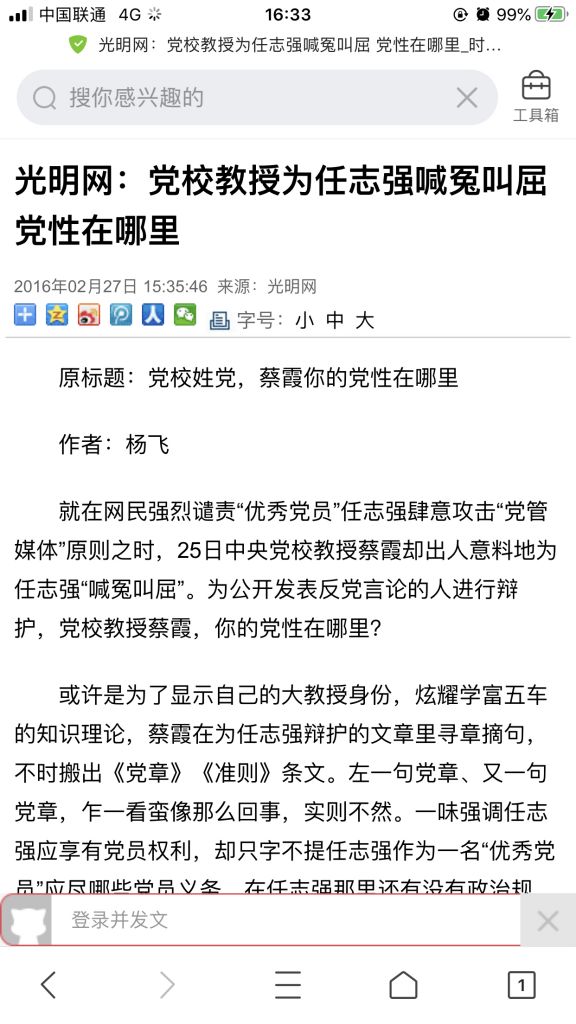 中国联通 4G 16:33 99%
光明网：党校教授为任志强喊冤叫屈 党性在哪里_时...
搜你感兴趣的
工具箱
光明网：党校教授为任志强喊冤叫屈
党性在哪里
2016年02月27日 15:35:46 来源：光明网
字号： 小 中 大
原标题：党校姓党，蔡霞你的党性在哪里
作者：杨飞
就在网民强烈谴责“优秀党员”任志强肆意攻击“党管
媒体”原则之时，25日中央党校教授蔡霞却出人意料地为
任志强“喊冤叫屈”。为公开发表反党言论的人进行辩
护，党校教授蔡霞，你的党性在哪里？
或许是为了显示自己的大教授身份，炫耀学富五车
的知识理论，蔡霞在为任志强辩护的文章里寻章摘句，
不时搬出《党章》《准则》条文。左一句党章、又一句
党章，乍一看蛮像那么回事，实则不然。一味强调任志
强应享有党员权利，却只字不提任志强作为一名“优秀党
员”应尽哪些党员义务，在任志强那里还有没有政治规
登录并发文
1